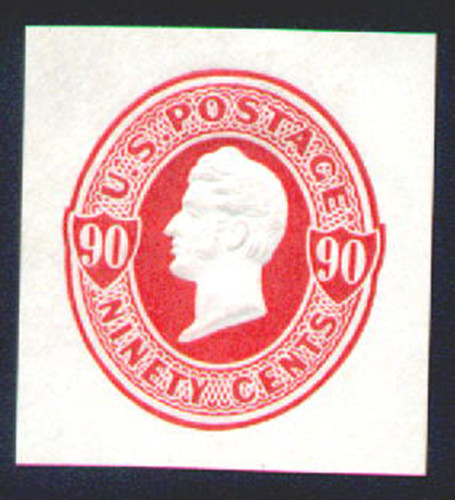 U.S. POSTAGE
90
90
NINETY CENTS